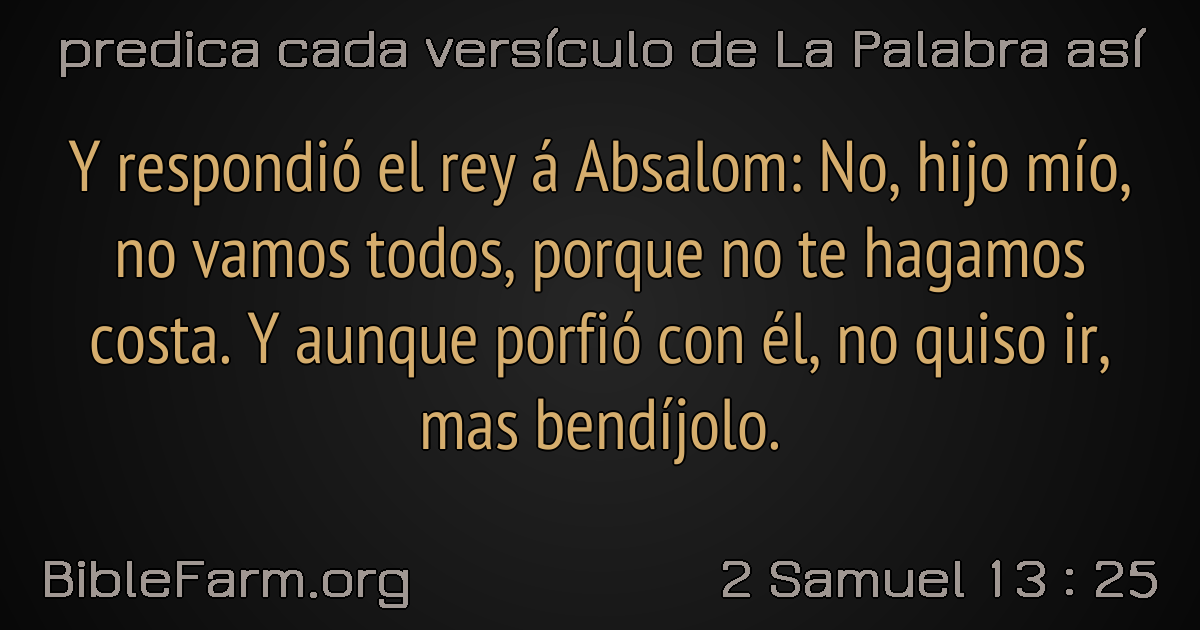 predica cada versículo de La Palabra así
Y respondió el rey á Absalom: No, hijo mío,
no vamos todos, porque no te hagamos
costa. Y aunque porfió con él, no quiso ir,
mas bendíjolo.
BibleFarm.org
2 Samuel 13 : 25